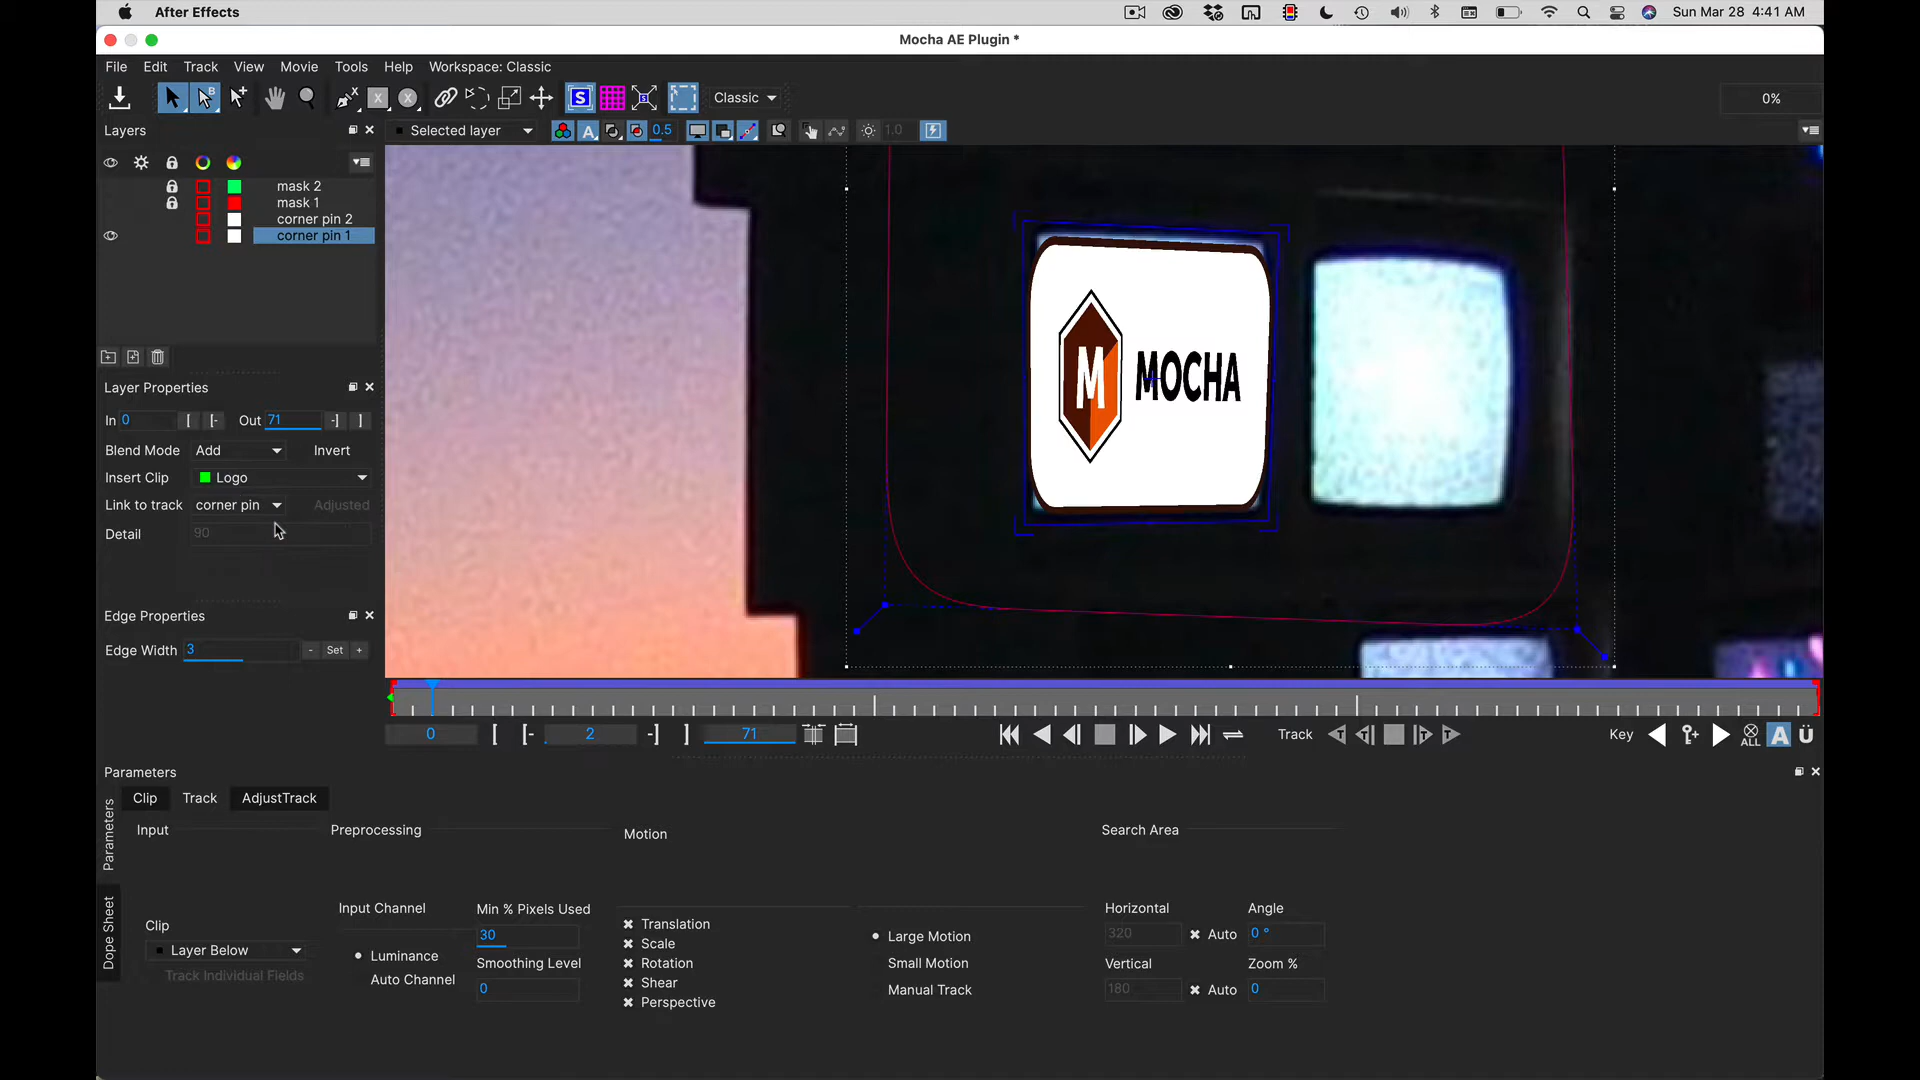 After Effects
Sun Mar 28 4:41 AM
Mocha AE Plugin *
File Edit Track View Movie Tools Help Workspace: Classic
Classic
0%
Layers
Selected layer
0.5
1.0
mask 2
mask 1
corner pin 2
corner pin 1
M MOCHA
Layer Properties
In 0 Out 71
Blend Mode Add Invert
Insert Clip Logo
Link to track corner pin Adjusted
Detail 90
Edge Properties
Edge Width 3 - Set +
0 2 71 Track Key ALL A Ü
Parameters
Clip Track AdjustTrack
Parameters
Dope Sheet
Input Preprocessing Motion Search Area
Input Channel Min % Pixels Used Horizontal Angle
Clip 30 Translation Large Motion 320 Auto 0 °
Layer Below Luminance Smoothing Level Scale
Track Individual Fields Auto Channel 0 Rotation Small Motion Vertical Zoom %
Shear Manual Track 180 Auto 0
Perspective